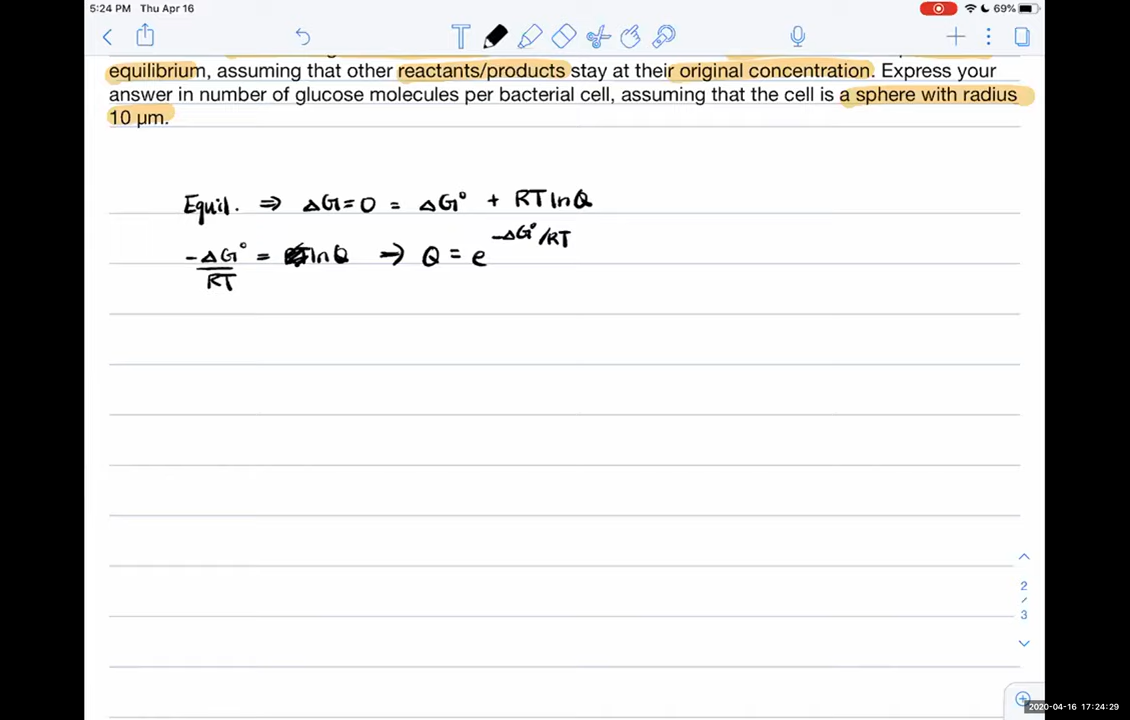 5:24 PM Thu Apr 16
69%
equilibrium, assuming that other reactants/products stay at their original concentration. Express your
answer in number of glucose molecules per bacterial cell, assuming that the cell is a sphere with radius
10 µm.
Equil. ⇒ ΔG = 0 = ΔG° + RT ln Q
-ΔG°/RT = ln Q → Q = e^(-ΔG°/RT)
2
/
3
2020-04-16 17:24:29